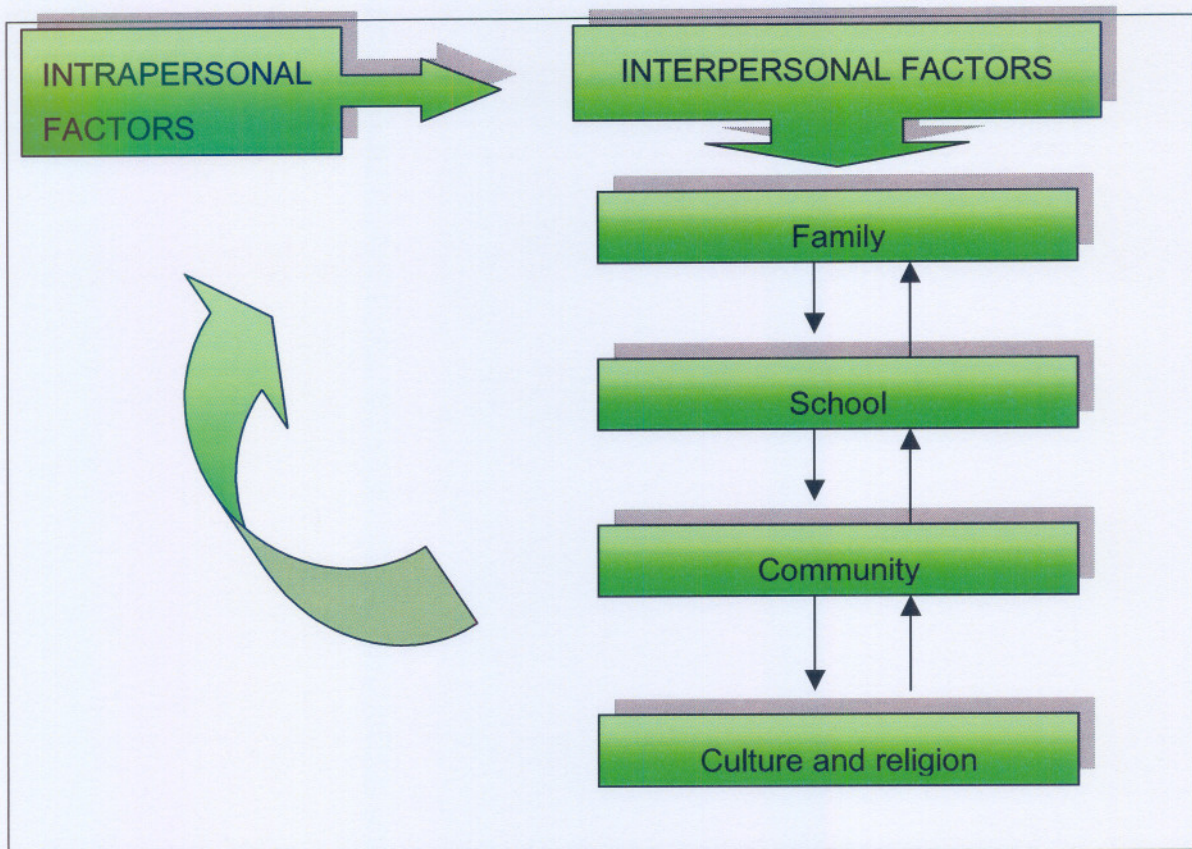 INTRAPERSONAL
FACTORS
INTERPERSONAL FACTORS
Family
School
Community
Culture and religion